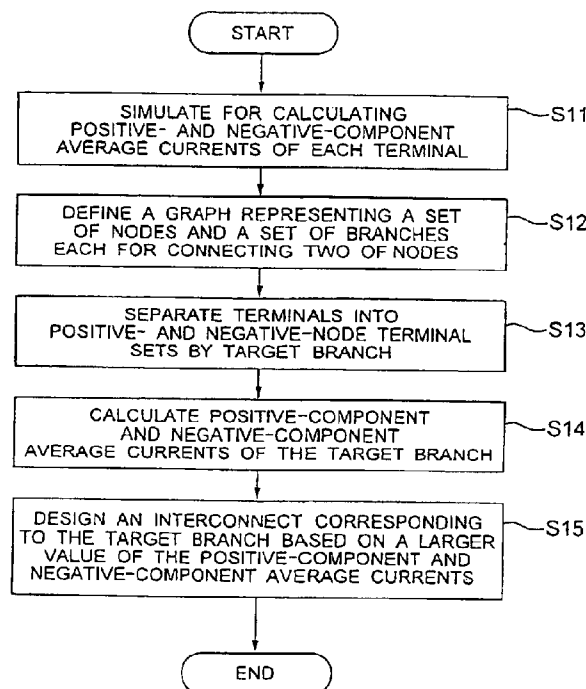 START
SIMULATE FOR CALCULATING
POSITIVE- AND NEGATIVE-COMPONENT
AVERAGE CURRENTS OF EACH TERMINAL
S11
DEFINE A GRAPH REPRESENTING A SET
OF NODES AND A SET OF BRANCHES
EACH FOR CONNECTING TWO OF NODES
S12
SEPARATE TERMINALS INTO
POSITIVE- AND NEGATIVE-NODE TERMINAL
SETS BY TARGET BRANCH
S13
CALCULATE POSITIVE-COMPONENT
AND NEGATIVE-COMPONENT
AVERAGE CURRENTS OF THE TARGET BRANCH
S14
DESIGN AN INTERCONNECT CORRESPONDING
TO THE TARGET BRANCH BASED ON A LARGER
VALUE OF THE POSITIVE-COMPONENT AND
NEGATIVE-COMPONENT AVERAGE CURRENTS
S15
END